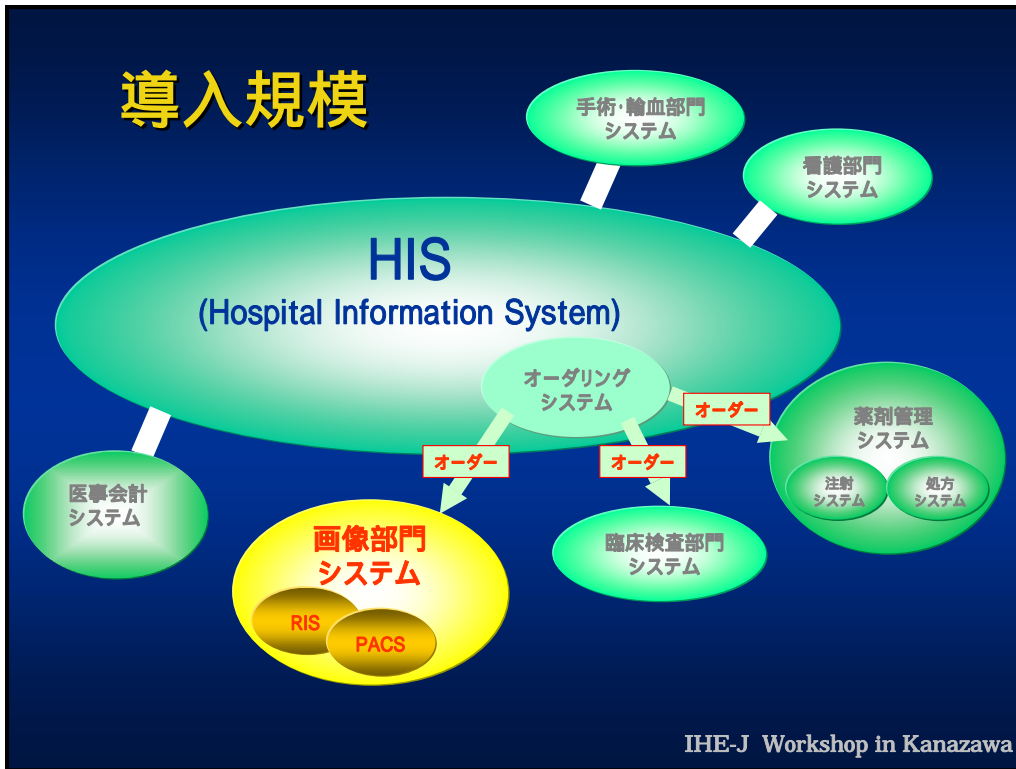 導入規模
手術・輸血部門
システム
看護部門
システム
HIS
(Hospital Information System)
オーダリング
システム
オーダー
オーダー
オーダー
薬剤管理
システム
注射
システム
処方
システム
医事会計
システム
画像部門
システム
RIS
PACS
臨床検査部門
システム
IHE-J Workshop in Kanazawa